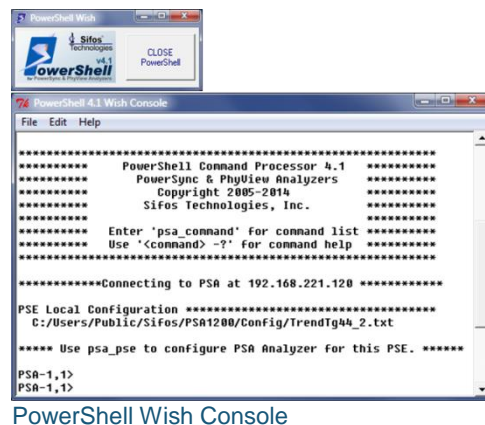 PowerShell Wish
Sifos
Technologies
v4.1
PowerShell
for PowerSync & PhyView Analyzers
CLOSE
PowerShell
PowerShell 4.1 Wish Console
File Edit Help
************************************************************
********** PowerShell Command Processor 4.1 **********
********** PowerSync & PhyView Analyzers **********
********** Copyright 2005-2014 **********
********** Sifos Technologies, Inc. **********
********** **********
********** Enter 'psa_command' for command list **********
********** Use '<command> -?' for command help **********
************************************************************
************Connecting to PSA at 192.168.221.120 ************
PSE Local Configuration ************************************
C:/Users/Public/Sifos/PSA1200/Config/TrendTg44_2.txt
***** Use psa_pse to configure PSA Analyzer for this PSE. ******
PSA-1,1>
PSA-1,1>
PowerShell Wish Console